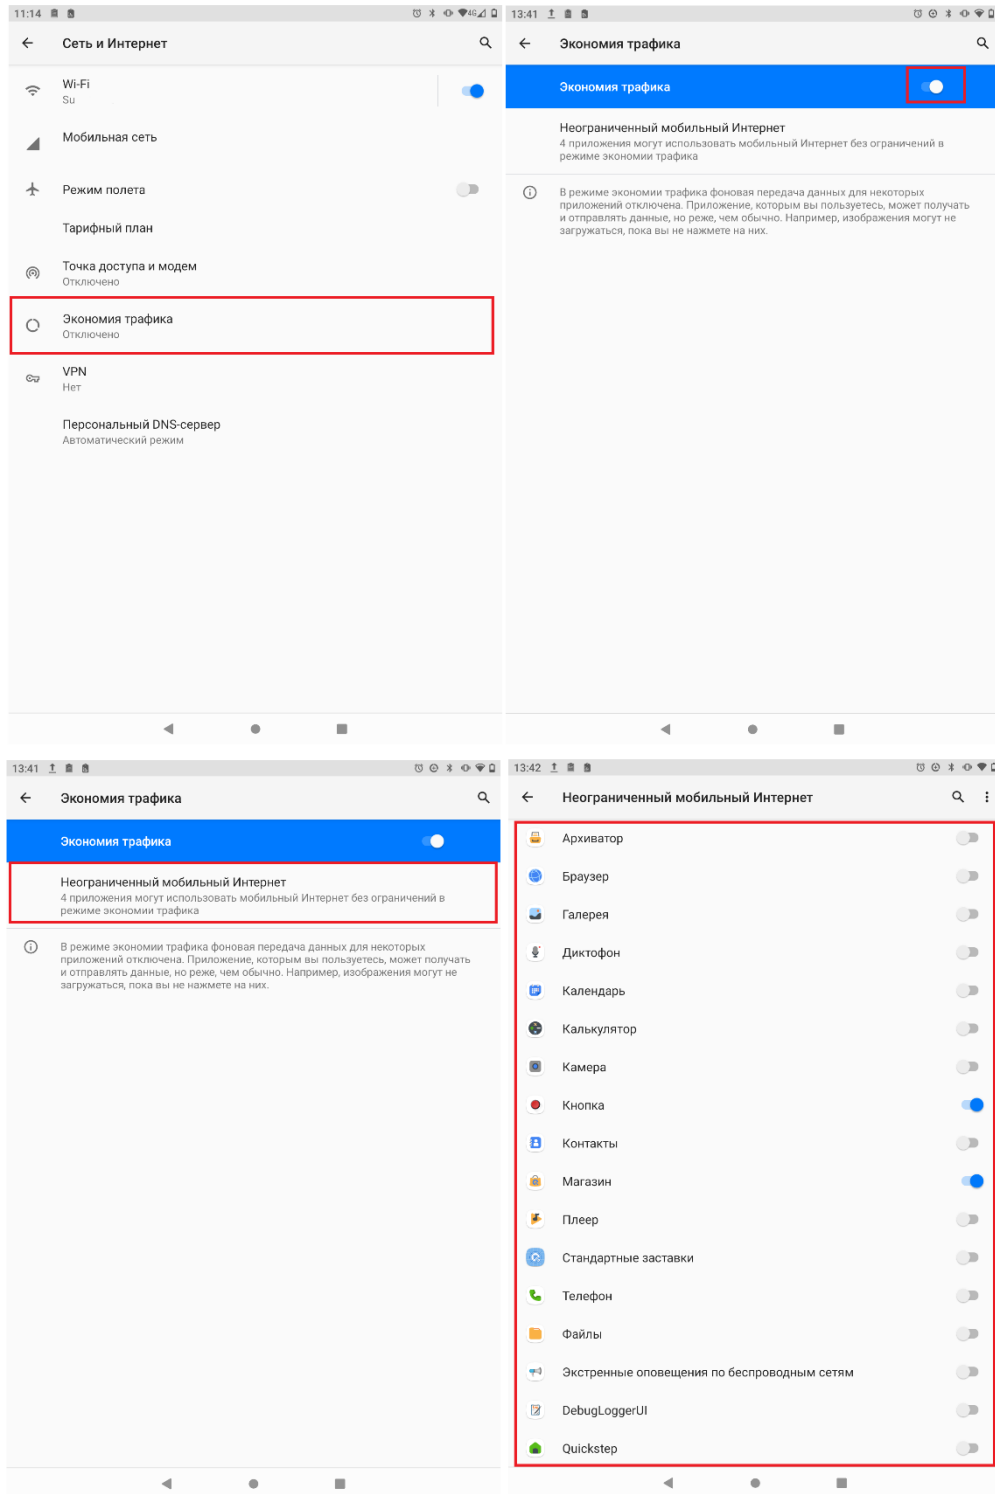 11:14
4G
Сеть и Интернет
Wi-Fi
Su
Мобильная сеть
Режим полета
Тарифный план
Точка доступа и модем
Отключено
Экономия трафика
Отключено
VPN
Нет
Персональный DNS-сервер
Автоматический режим
13:41
Экономия трафика
Экономия трафика
Неограниченный мобильный Интернет
4 приложения могут использовать мобильный Интернет без ограничений в
режиме экономии трафика
В режиме экономии трафика фоновая передача данных для некоторых
приложений отключена. Приложение, которым вы пользуетесь, может получать
и отправлять данные, но реже, чем обычно. Например, изображения могут не
загружаться, пока вы не нажмете на них.
13:41
Экономия трафика
Экономия трафика
Неограниченный мобильный Интернет
4 приложения могут использовать мобильный Интернет без ограничений в
режиме экономии трафика
В режиме экономии трафика фоновая передача данных для некоторых
приложений отключена. Приложение, которым вы пользуетесь, может получать
и отправлять данные, но реже, чем обычно. Например, изображения могут не
загружаться, пока вы не нажмете на них.
13:42
Неограниченный мобильный Интернет
Архиватор
Браузер
Галерея
Диктофон
Календарь
Калькулятор
Камера
Кнопка
Контакты
Магазин
Плеер
Стандартные заставки
Телефон
Файлы
Экстренные оповещения по беспроводным сетям
DebugLoggerUI
Quickstep